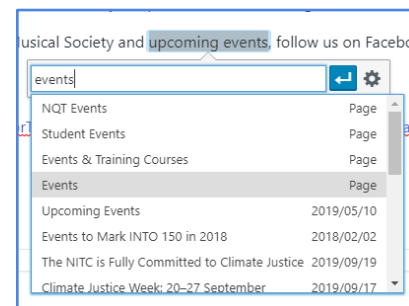 usical Society and upcoming events, follow us on Facebo
events
NQT Events Page
Student Events Page
Events & Training Courses Page
Events Page
Upcoming Events 2019/05/10
Events to Mark INTO 150 in 2018 2018/02/02
The NITC is Fully Committed to Climate Justice 2019/09/19
Climate Justice Week: 20–27 September 2019/09/17